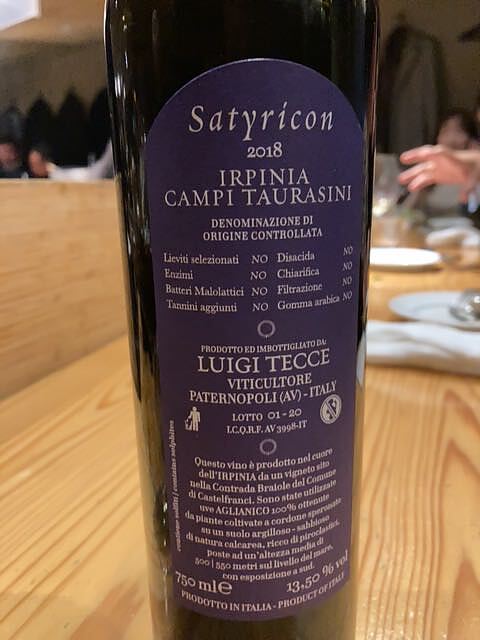 Satyricon
2018
IRPINIA
CAMPI TAURASINI
DENOMINAZIONE DI
ORIGINE CONTROLLATA
Lieviti selezionati NO Disacida NO
Enzimi NO Chiarifica NO
Batteri Malolattici NO Filtrazione NO
Tannini aggiunti NO Gomma arabica NO
PRODOTTO ED IMBOTTIGLIATO DA:
LUIGI TECCE
VITICULTORE
PATERNOPOLI (AV) - ITALY
LOTTO 01-20
I.C.Q.R.F. AV 3998-IT
contiene solfiti / contains sulphites
Questo vino è prodotto nel cuore
dell'IRPINIA da un vigneto sito
nella Contrada Braiole del Comune
di Castelfranci. Sono state utilizzate
uve AGLIANICO 100% ottenute
da piante coltivate a cordone speronato
su un suolo argilloso - sabbioso
di natura calcarea, ricco di piroclastici,
poste ad un'altezza media di
500 | 550 metri sul livello del mare,
con esposizione a sud.
750 ml e 13,50 % vol
PRODOTTO IN ITALIA - PRODUCT OF ITALY